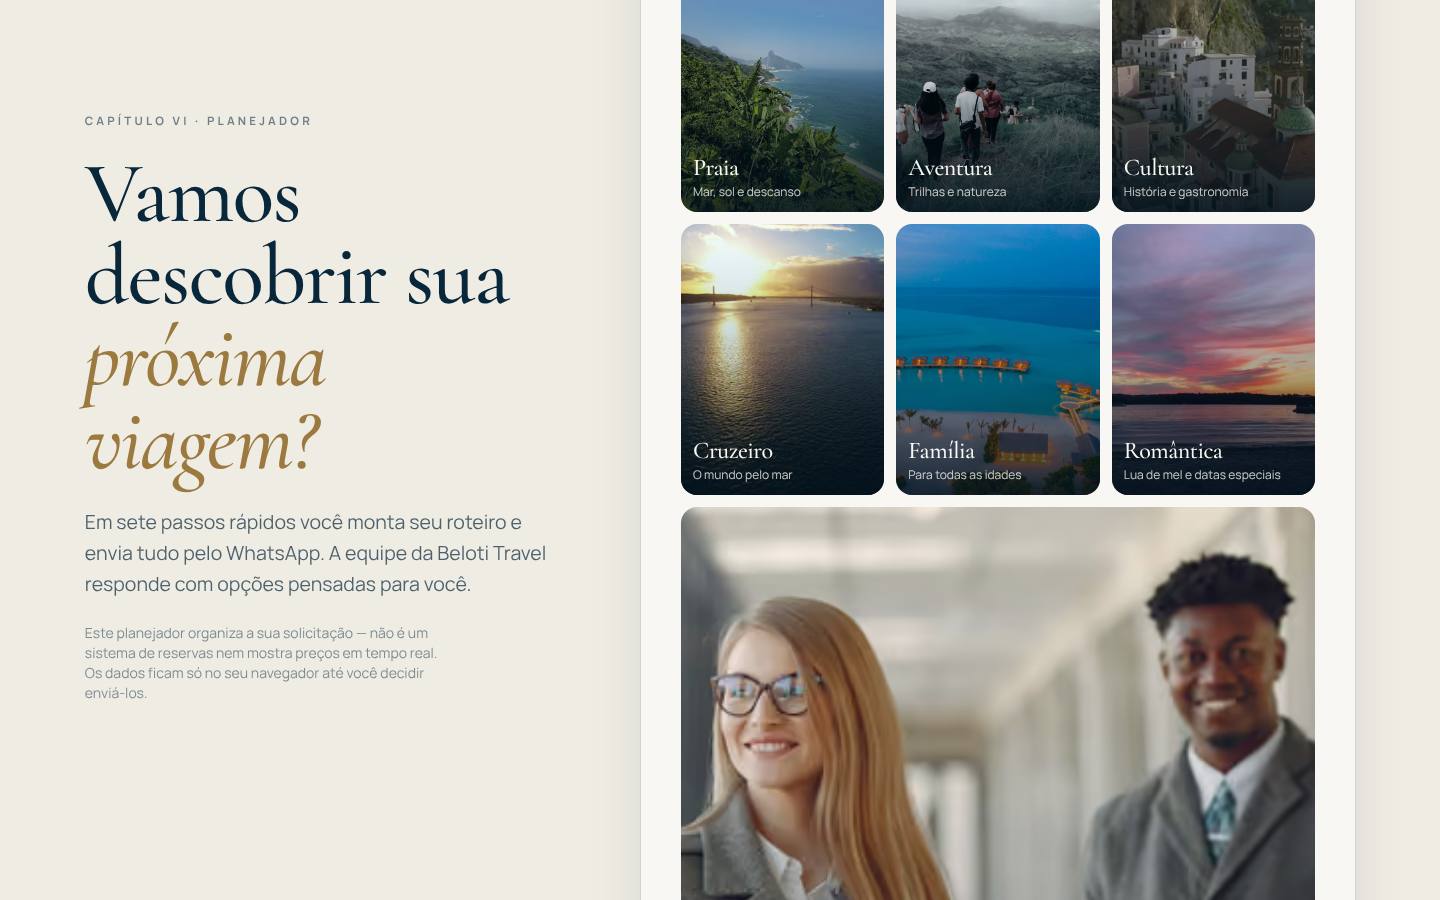 CAPÍTULO VI · PLANEJADOR
Vamos
descobrir sua
próxima
viagem?
Em sete passos rápidos você monta seu roteiro e
envia tudo pelo WhatsApp. A equipe da Beloti Travel
responde com opções pensadas para você.
Este planejador organiza a sua solicitação — não é um
sistema de reservas nem mostra preços em tempo real.
Os dados ficam só no seu navegador até você decidir
enviá-los.
Praia
Mar, sol e descanso
Aventura
Trilhas e natureza
Cultura
História e gastronomia
Cruzeiro
O mundo pelo mar
Família
Para todas as idades
Romântica
Lua de mel e datas especiais